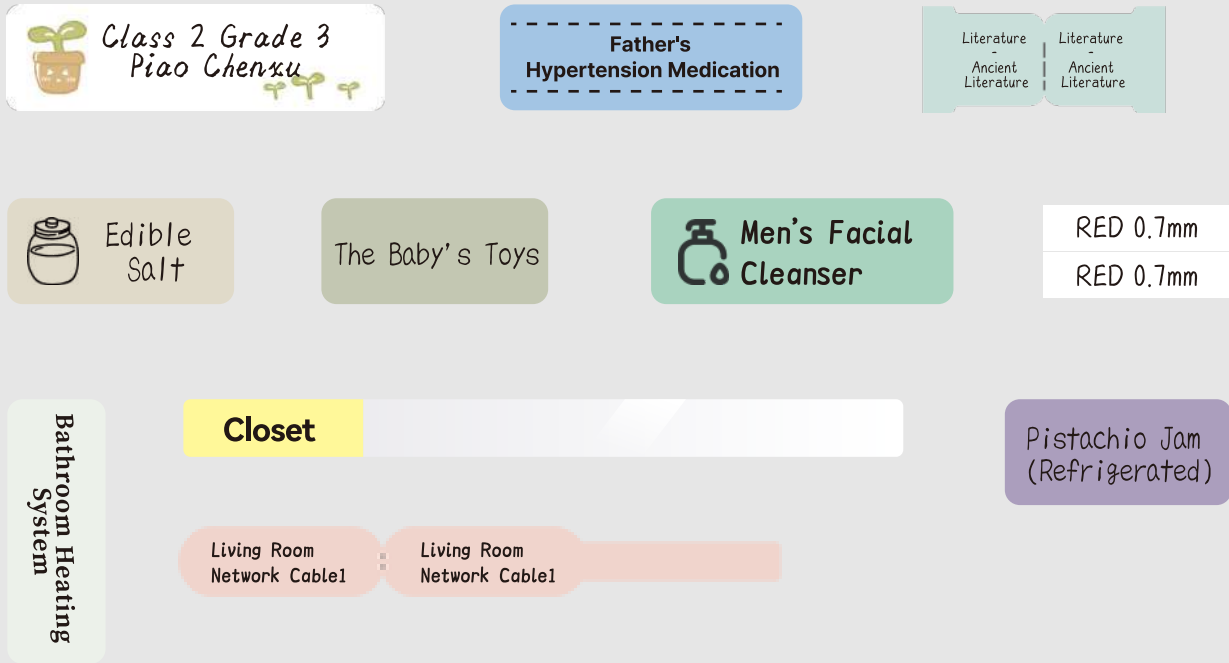 Class 2 Grade 3
Piao Chenxu
Father's
Hypertension Medication
Literature
-
Ancient
Literature
Literature
-
Ancient
Literature
Edible
Salt
The Baby's Toys
Men's Facial
Cleanser
RED 0.7mm
RED 0.7mm
Bathroom Heating
System
Closet
Pistachio Jam
(Refrigerated)
Living Room
Network Cable1
Living Room
Network Cable1